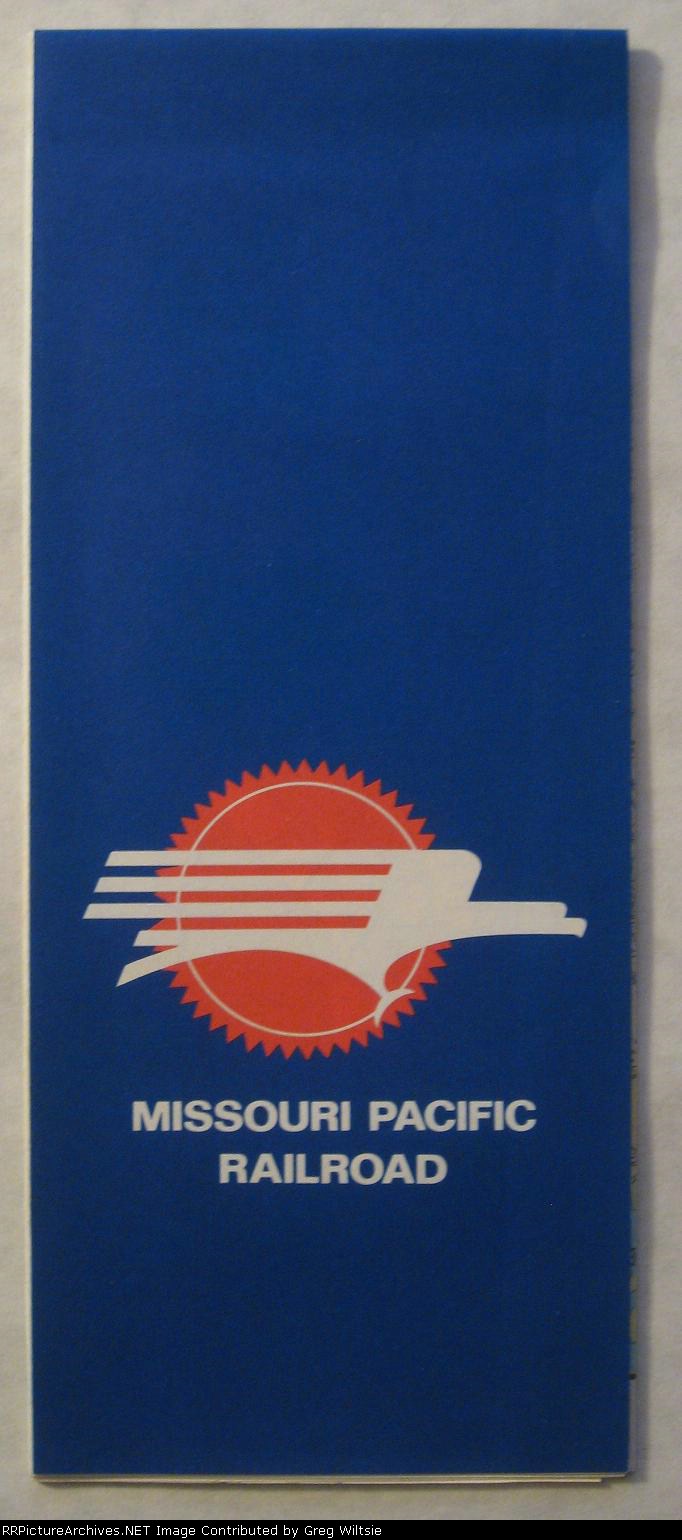 MISSOURI PACIFIC
RAILROAD
RRPictureArchives.NET Image Contributed by Greg Wiltsie